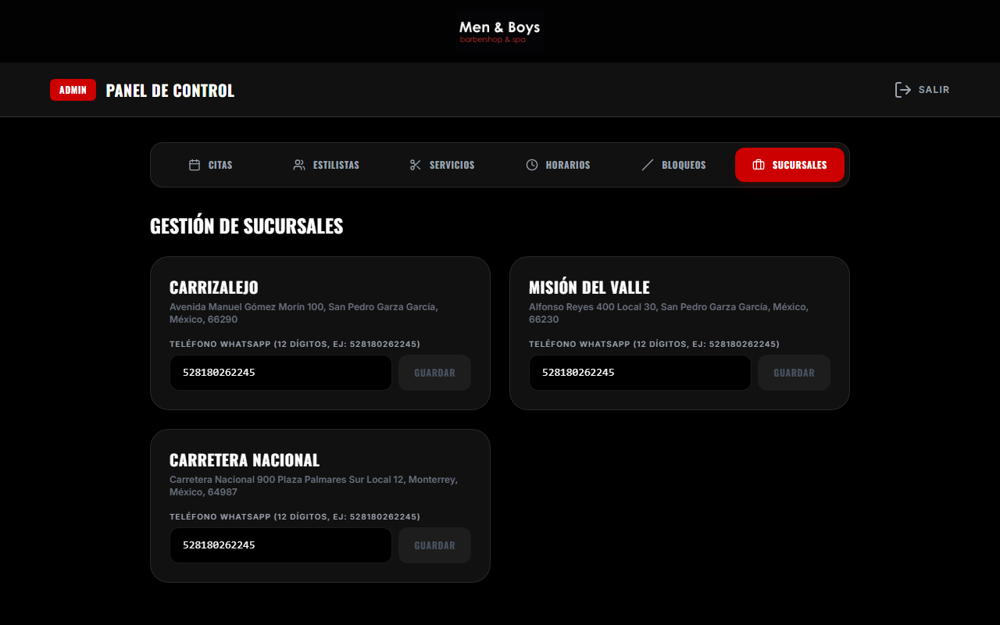 Men & Boys
barbershop & spa
ADMIN PANEL DE CONTROL SALIR
CITAS ESTILISTAS SERVICIOS HORARIOS BLOQUEOS SUCURSALES
GESTIÓN DE SUCURSALES
CARRIZALEJO
Avenida Manuel Gómez Morín 100, San Pedro Garza García,
México, 66290
TELÉFONO WHATSAPP (12 DÍGITOS, EJ: 528180262245)
528180262245 GUARDAR
MISIÓN DEL VALLE
Alfonso Reyes 400 Local 30, San Pedro Garza García, México,
66230
TELÉFONO WHATSAPP (12 DÍGITOS, EJ: 528180262245)
528180262245 GUARDAR
CARRETERA NACIONAL
Carretera Nacional 900 Plaza Palmares Sur Local 12, Monterrey,
México, 64987
TELÉFONO WHATSAPP (12 DÍGITOS, EJ: 528180262245)
528180262245 GUARDAR